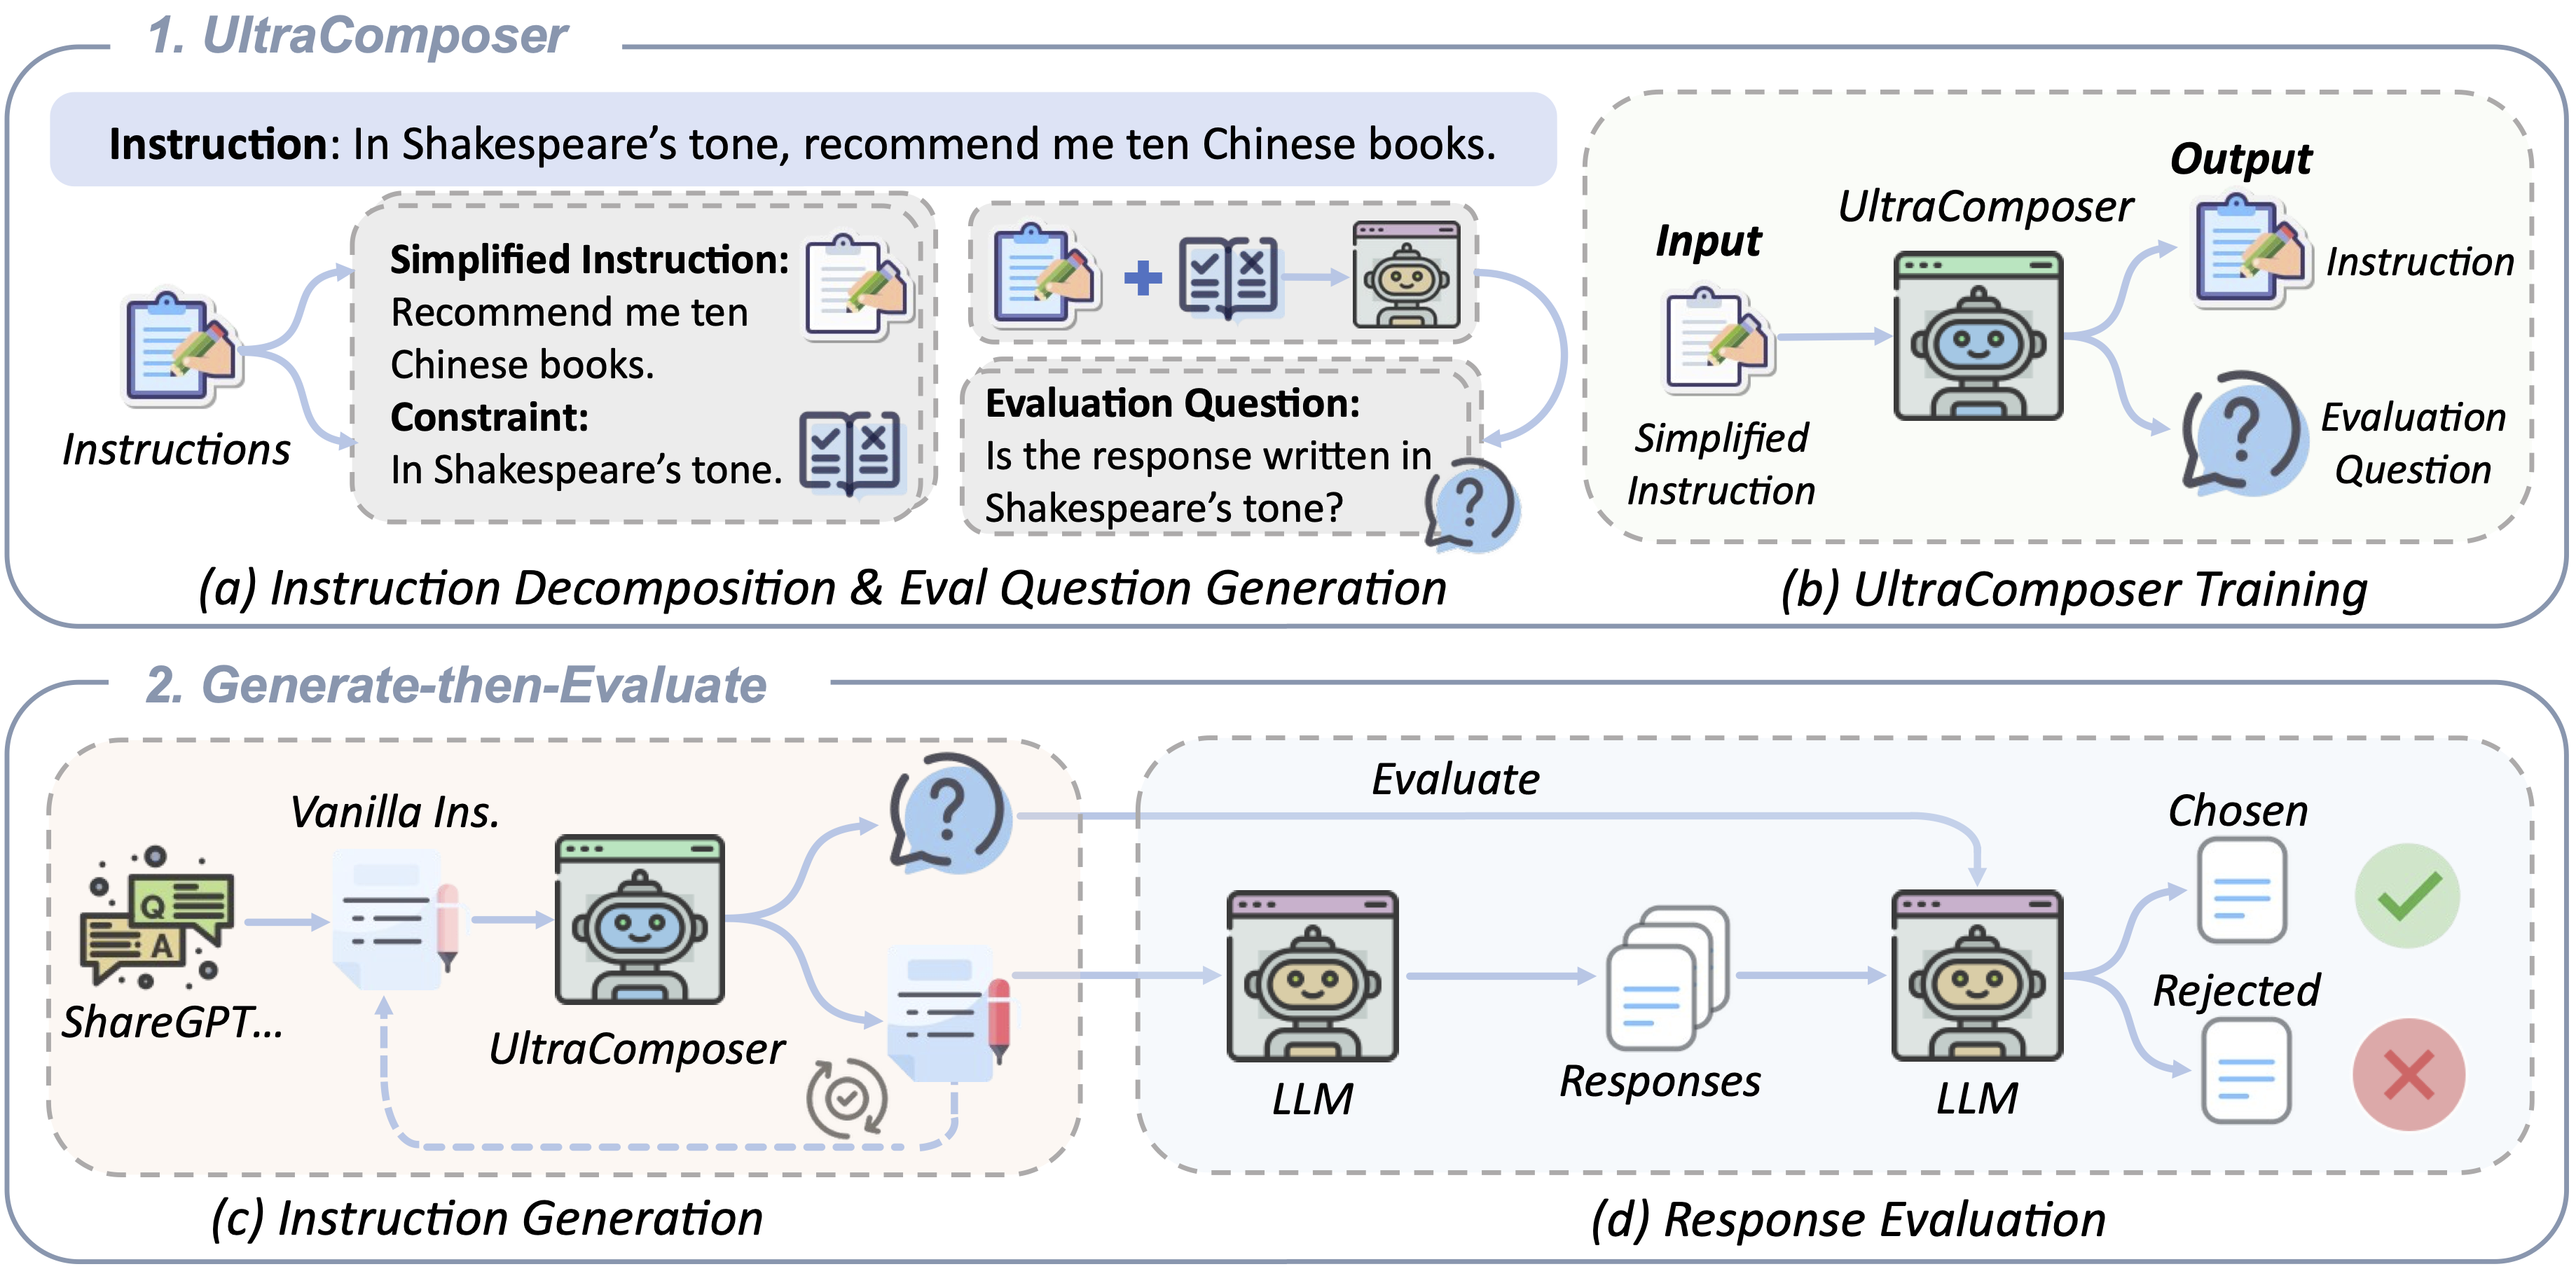 1. UltraComposer
Instruction: In Shakespeare's tone, recommend me ten Chinese books.
Instructions
Simplified Instruction:
Recommend me ten
Chinese books.
Constraint:
In Shakespeare's tone.
Evaluation Question:
Is the response written in
Shakespeare's tone?
(a) Instruction Decomposition & Eval Question Generation
Input
Simplified
Instruction
UltraComposer
Output
Instruction
Evaluation
Question
(b) UltraComposer Training
2. Generate-then-Evaluate
Q
A
ShareGPT...
Vanilla Ins.
UltraComposer
(c) Instruction Generation
Evaluate
LLM
Responses
LLM
Chosen
Rejected
(d) Response Evaluation